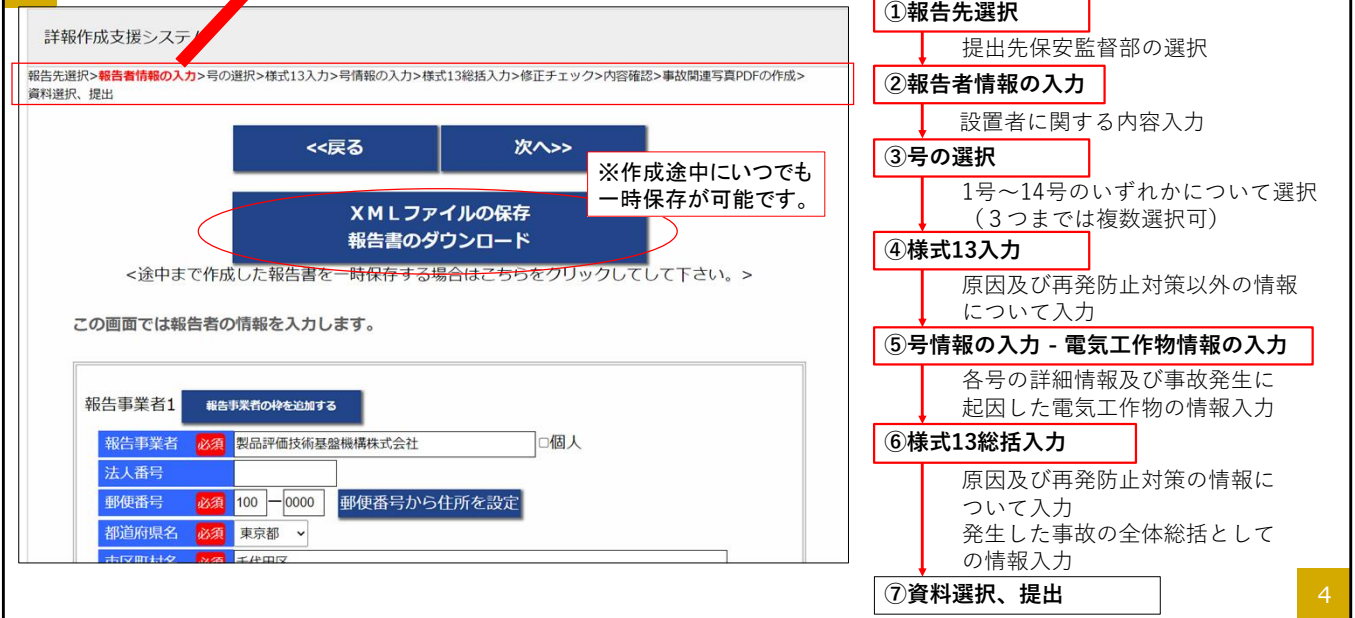 詳報作成支援システ
報告先選択>報告者情報の入力>号の選択>様式13入力>号情報の入力>様式13総括入力>修正チェック>内容確認>事故関連写真PDFの作成>
資料選択、提出
<<戻る
次へ>>
※作成途中にいつでも
一時保存が可能です。
XMLファイルの保存
報告書のダウンロード
<途中まで作成した報告書を一時保存する場合はこちらをクリックしてして下さい。>
この画面では報告者の情報を入力します。
報告事業者1
報告事業者の枠を追加する
報告事業者 必須 製品評価技術基盤機構株式会社 □個人
法人番号
郵便番号 必須 100 ー 0000 郵便番号から住所を設定
都道府県名 必須 東京都
市区町村名 必須 千代田区
①報告先選択
提出先保安監督部の選択
②報告者情報の入力
設置者に関する内容入力
③号の選択
1号～14号のいずれかについて選択
（３つまでは複数選択可）
④様式13入力
原因及び再発防止対策以外の情報
について入力
⑤号情報の入力 - 電気工作物情報の入力
各号の詳細情報及び事故発生に
起因した電気工作物の情報入力
⑥様式13総括入力
原因及び再発防止対策の情報に
ついて入力
発生した事故の全体総括として
の情報入力
⑦資料選択、提出
4